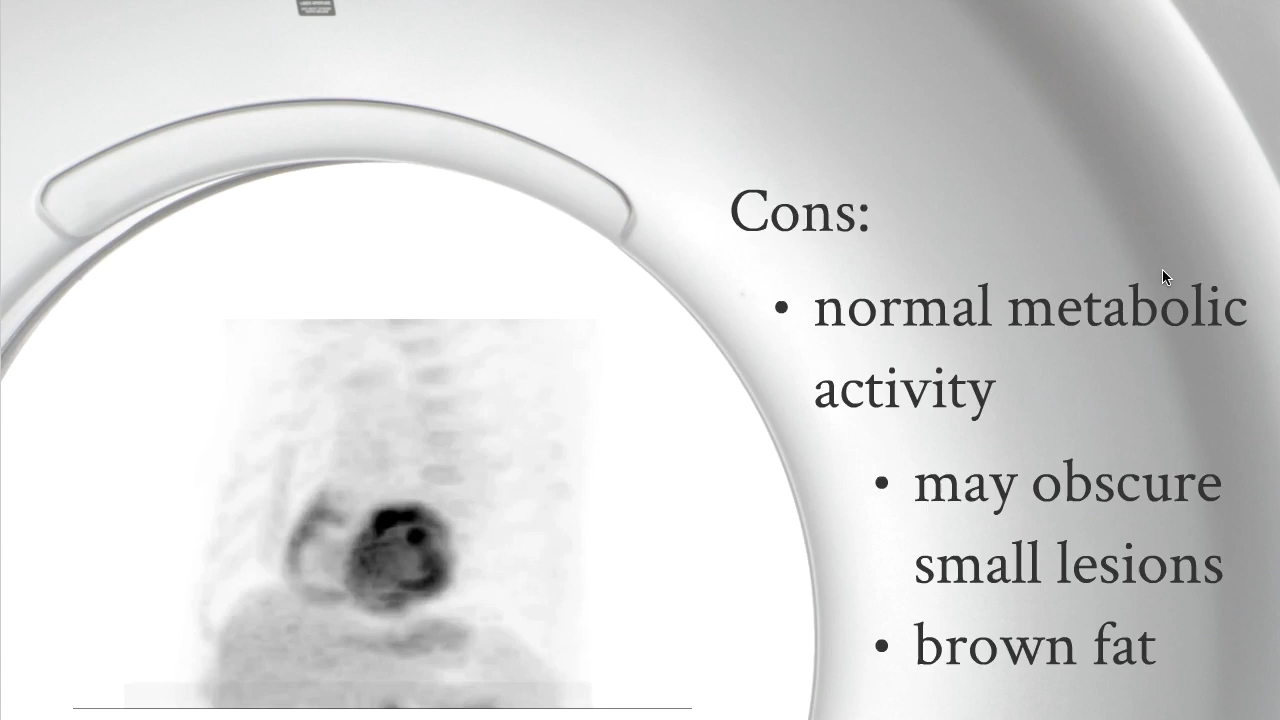 Cons:
• normal metabolic
activity
• may obscure
small lesions
• brown fat